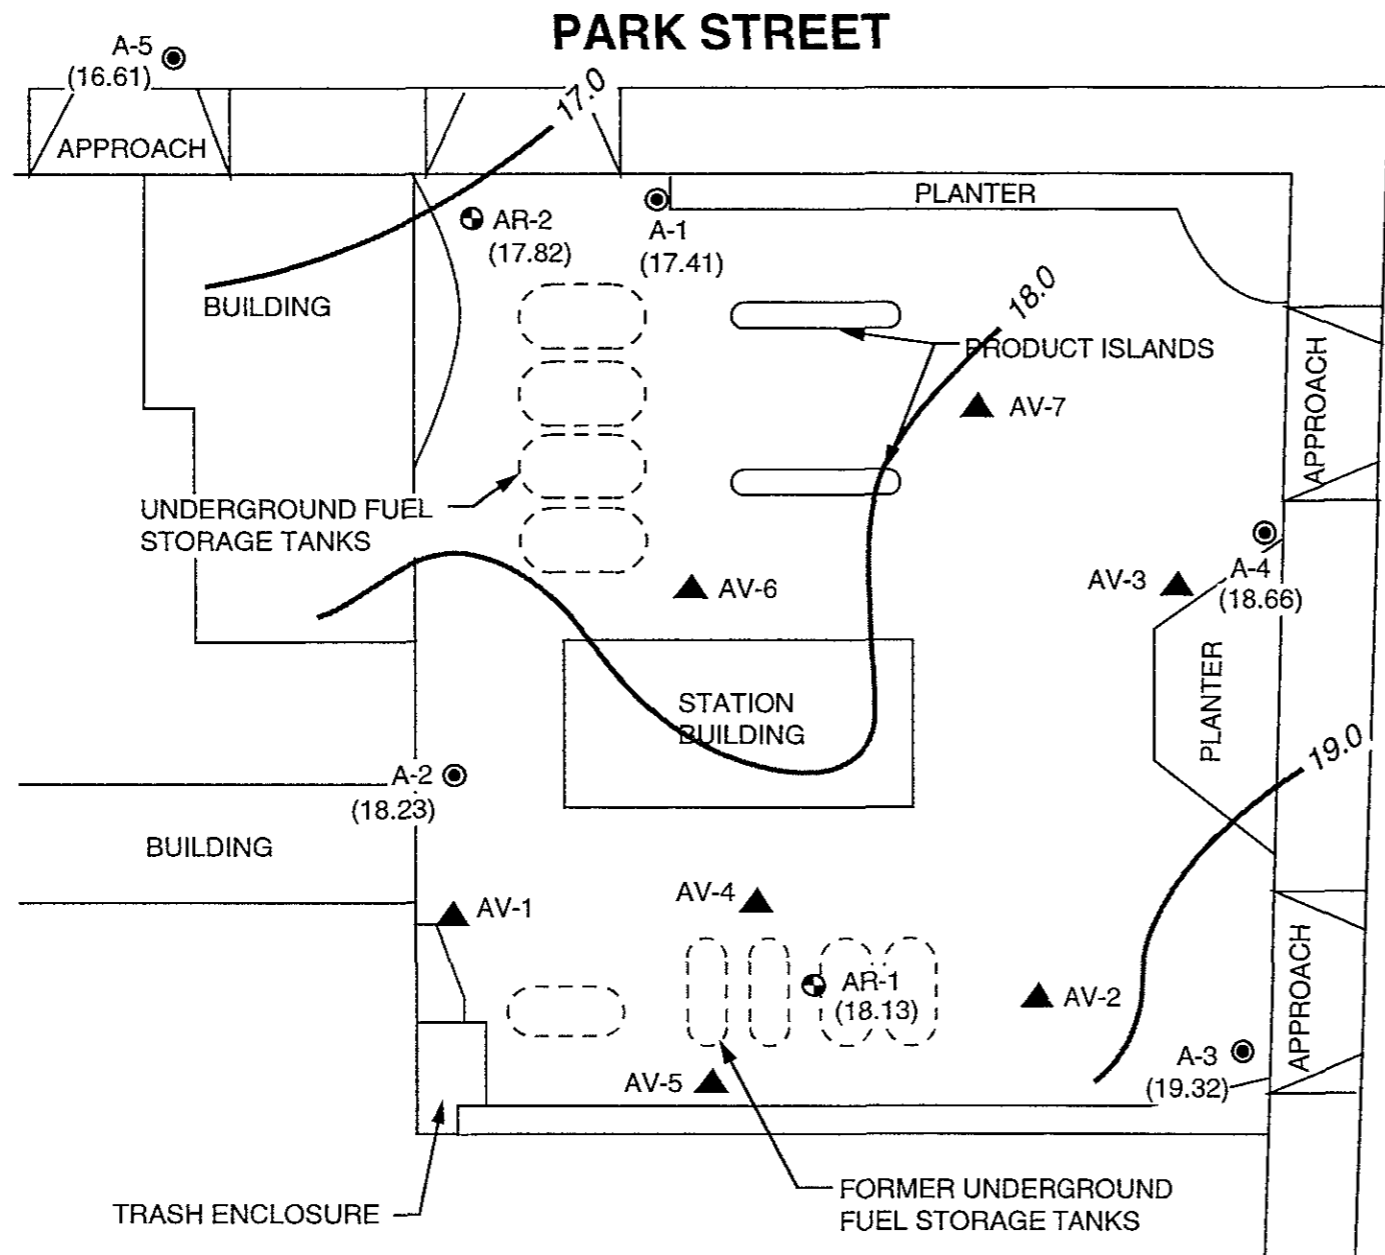 PARK STREET
A-5
(16.61)
17.0
APPROACH
PLANTER
AR-2
(17.82)
A-1
(17.41)
BUILDING
18.0
PRODUCT ISLANDS
APPROACH
AV-7
UNDERGROUND FUEL
STORAGE TANKS
AV-6
AV-3
A-4
(18.66)
PLANTER
STATION
BUILDING
19.0
A-2
(18.23)
BUILDING
AV-1
AV-4
AR-1
(18.13)
AV-2
APPROACH
A-3
(19.32)
AV-5
FORMER UNDERGROUND
FUEL STORAGE TANKS
TRASH ENCLOSURE